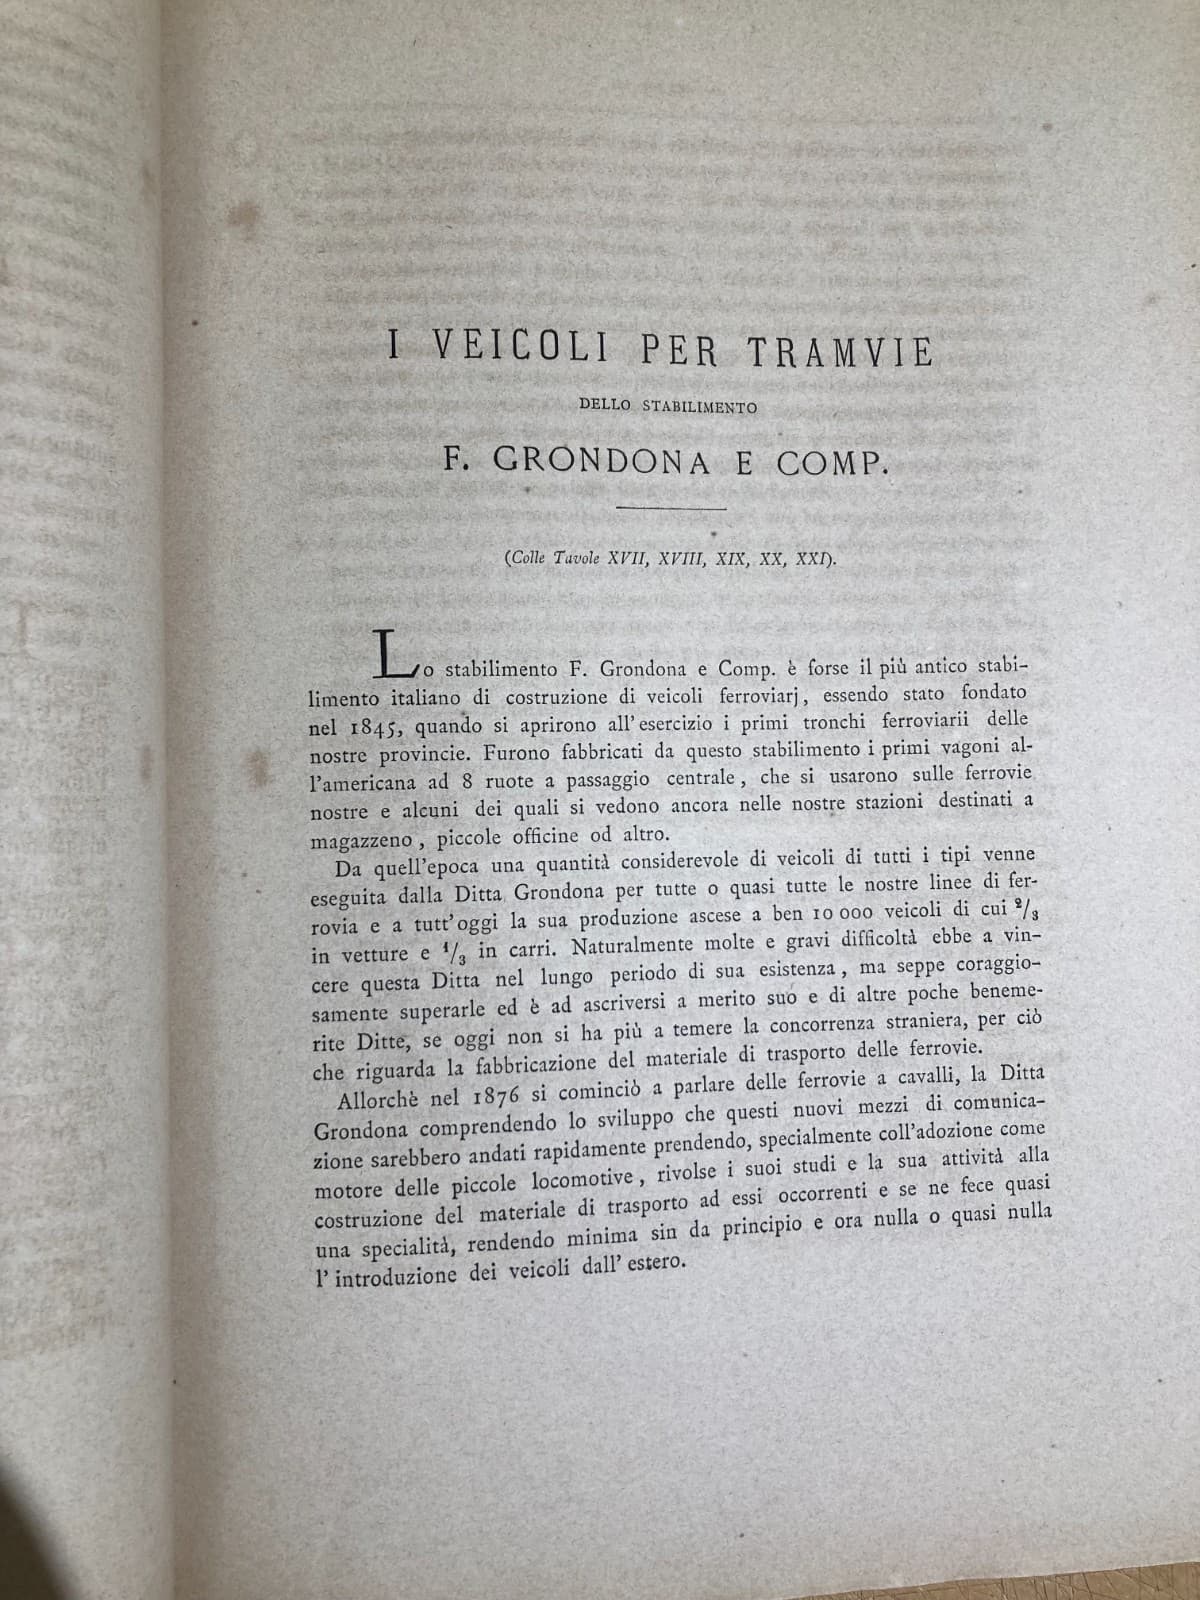 I VEICOLI PER TRAMVIE
DELLO STABILIMENTO
F. GRONDONA E COMP.
(Colle Tavole XVII, XVIII, XIX, XX, XXI).
Lo stabilimento F. Grondona e Comp. è forse il più antico stabi-
limento italiano di costruzione di veicoli ferroviarj, essendo stato fondato
nel 1845, quando si aprirono all'esercizio i primi tronchi ferroviarii delle
nostre provincie. Furono fabbricati da questo stabilimento i primi vagoni al-
l'americana ad 8 ruote a passaggio centrale, che si usarono sulle ferrovie
nostre e alcuni dei quali si vedono ancora nelle nostre stazioni destinati a
magazzeno, piccole officine od altro.
Da quell'epoca una quantità considerevole di veicoli di tutti i tipi venne
eseguita dalla Ditta Grondona per tutte o quasi tutte le nostre linee di fer-
rovia e a tutt'oggi la sua produzione ascese a ben 10 000 veicoli di cui 2/3
in vetture e 1/3 in carri. Naturalmente molte e gravi difficoltà ebbe a vin-
cere questa Ditta nel lungo periodo di sua esistenza, ma seppe coraggio-
samente superarle ed è ad ascriversi a merito suo e di altre poche beneme-
rite Ditte, se oggi non si ha più a temere la concorrenza straniera, per ciò
che riguarda la fabbricazione del materiale di trasporto delle ferrovie.
Allorchè nel 1876 si cominciò a parlare delle ferrovie a cavalli, la Ditta
Grondona comprendendo lo sviluppo che questi nuovi mezzi di comunica-
zione sarebbero andati rapidamente prendendo, specialmente coll'adozione come
motore delle piccole locomotive, rivolse i suoi studi e la sua attività alla
costruzione del materiale di trasporto ad essi occorrenti e se ne fece quasi
una specialità, rendendo minima sin da principio e ora nulla o quasi nulla
l'introduzione dei veicoli dall'estero.